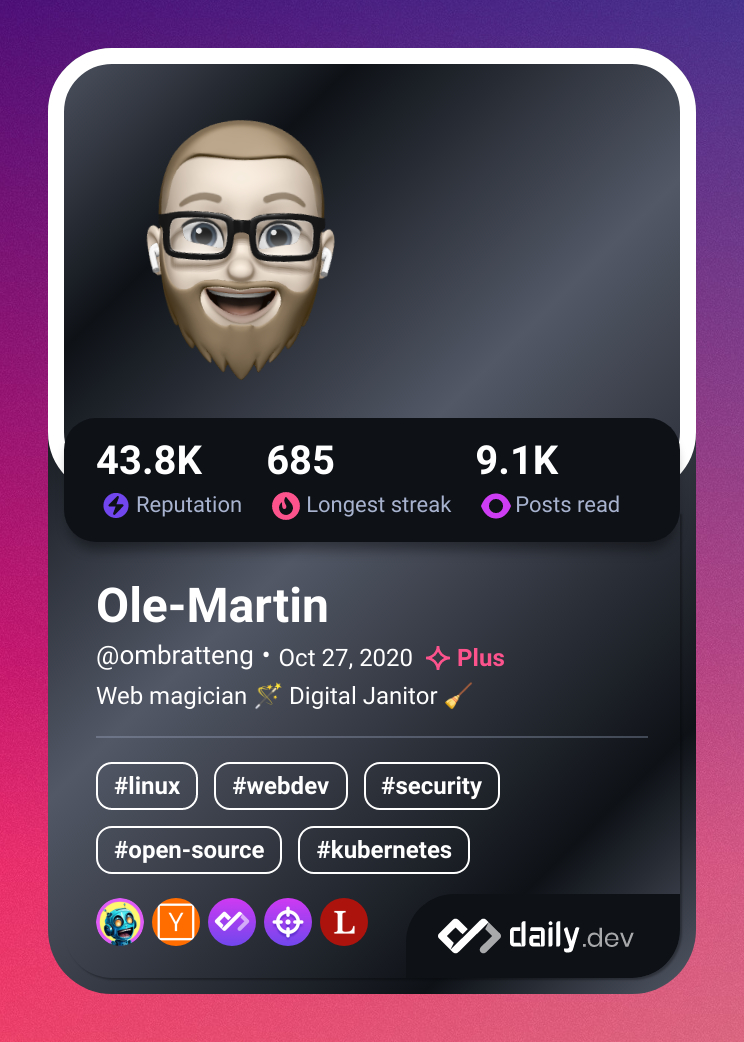 43.8K 685 9.1K
Reputation Longest streak Posts read
Ole-Martin
@ombratteng • Oct 27, 2020 Plus
Web magician 🪄 Digital Janitor 🧹
#linux #webdev #security
#open-source #kubernetes
Y L daily.dev